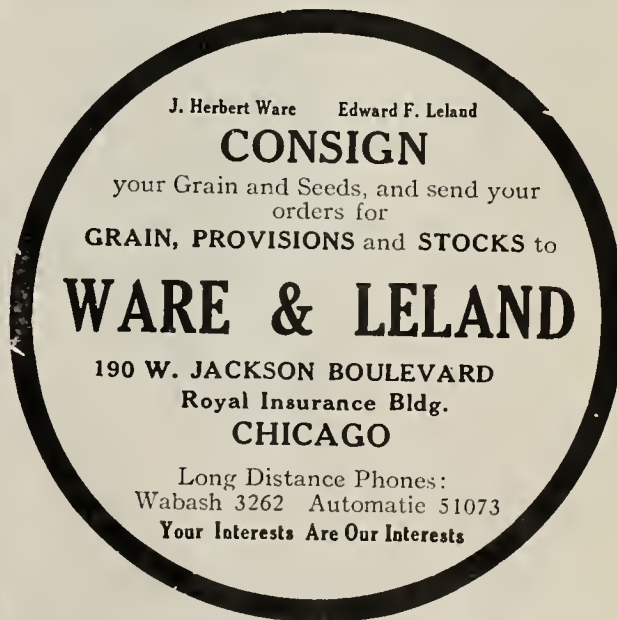 J. Herbert Ware Edward F. Leland
CONSIGN
your Grain and Seeds, and send your
orders for
GRAIN, PROVISIONS and STOCKS to
WARE & LELAND
190 W. JACKSON BOULEVARD
Royal Insurance Bldg.
CHICAGO
Long Distance Phones:
Wabash 3262 Automatic 51073
Your Interests Are Our Interests